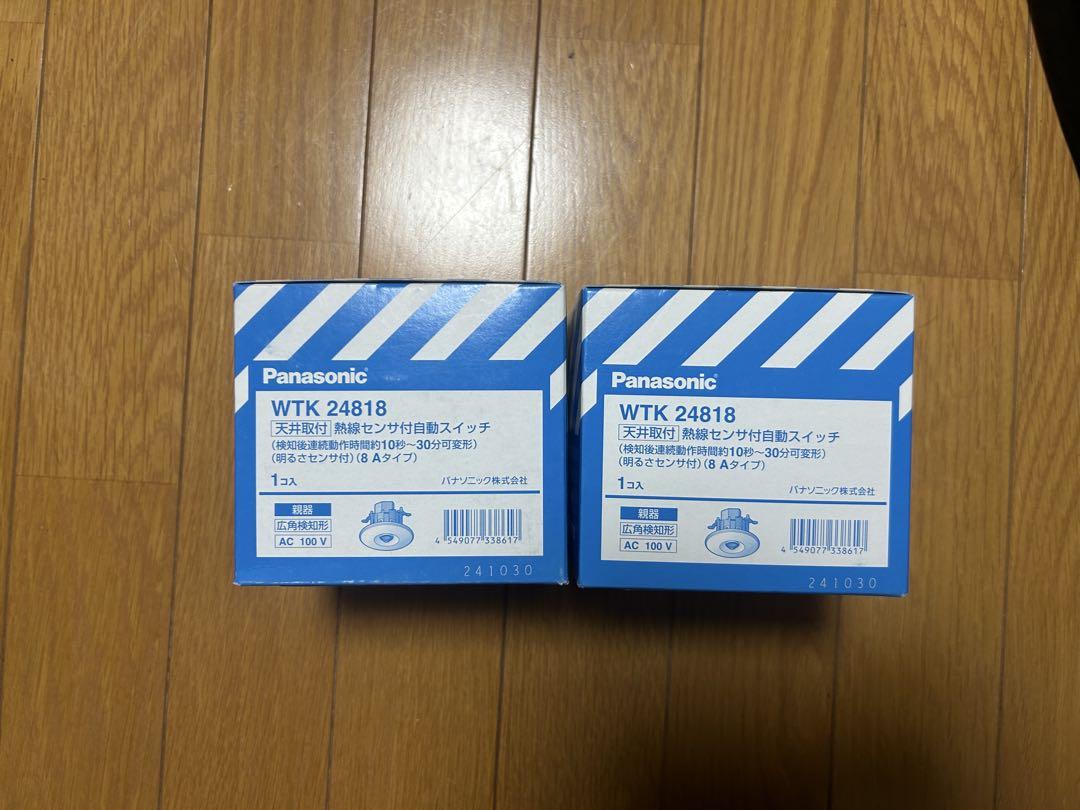 Panasonic
WTK 24818
天井取付 熱線センサ付自動スイッチ
(検知後連続動作時間約10秒〜30分可変形)
(明るさセンサ付)(8 Aタイプ)
1コ入
パナソニック株式会社
親器
広角検知形
AC 100 V
4 549077 338617
241030
Panasonic
WTK 24818
天井取付 熱線センサ付自動スイッチ
(検知後連続動作時間約10秒〜30分可変形)
(明るさセンサ付)(8 Aタイプ)
1コ入
パナソニック株式会社
親器
広角検知形
AC 100 V
4 549077 338617
241030